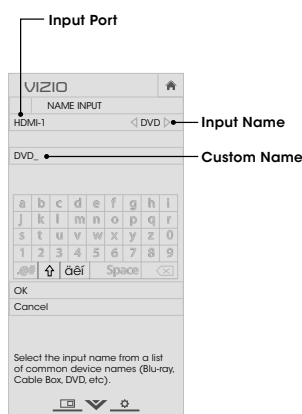 Input Port
VIZIO
NAME INPUT
HDMI-1 DVD
Input Name
DVD_
Custom Name
a b c d e f g h i
j k l m n o p q r
s t u v w x y z 0
1 2 3 4 5 6 7 8 9
.@# äêí Space
OK
Cancel
Select the input name from a list
of common device names (Blu-ray,
Cable Box, DVD, etc).